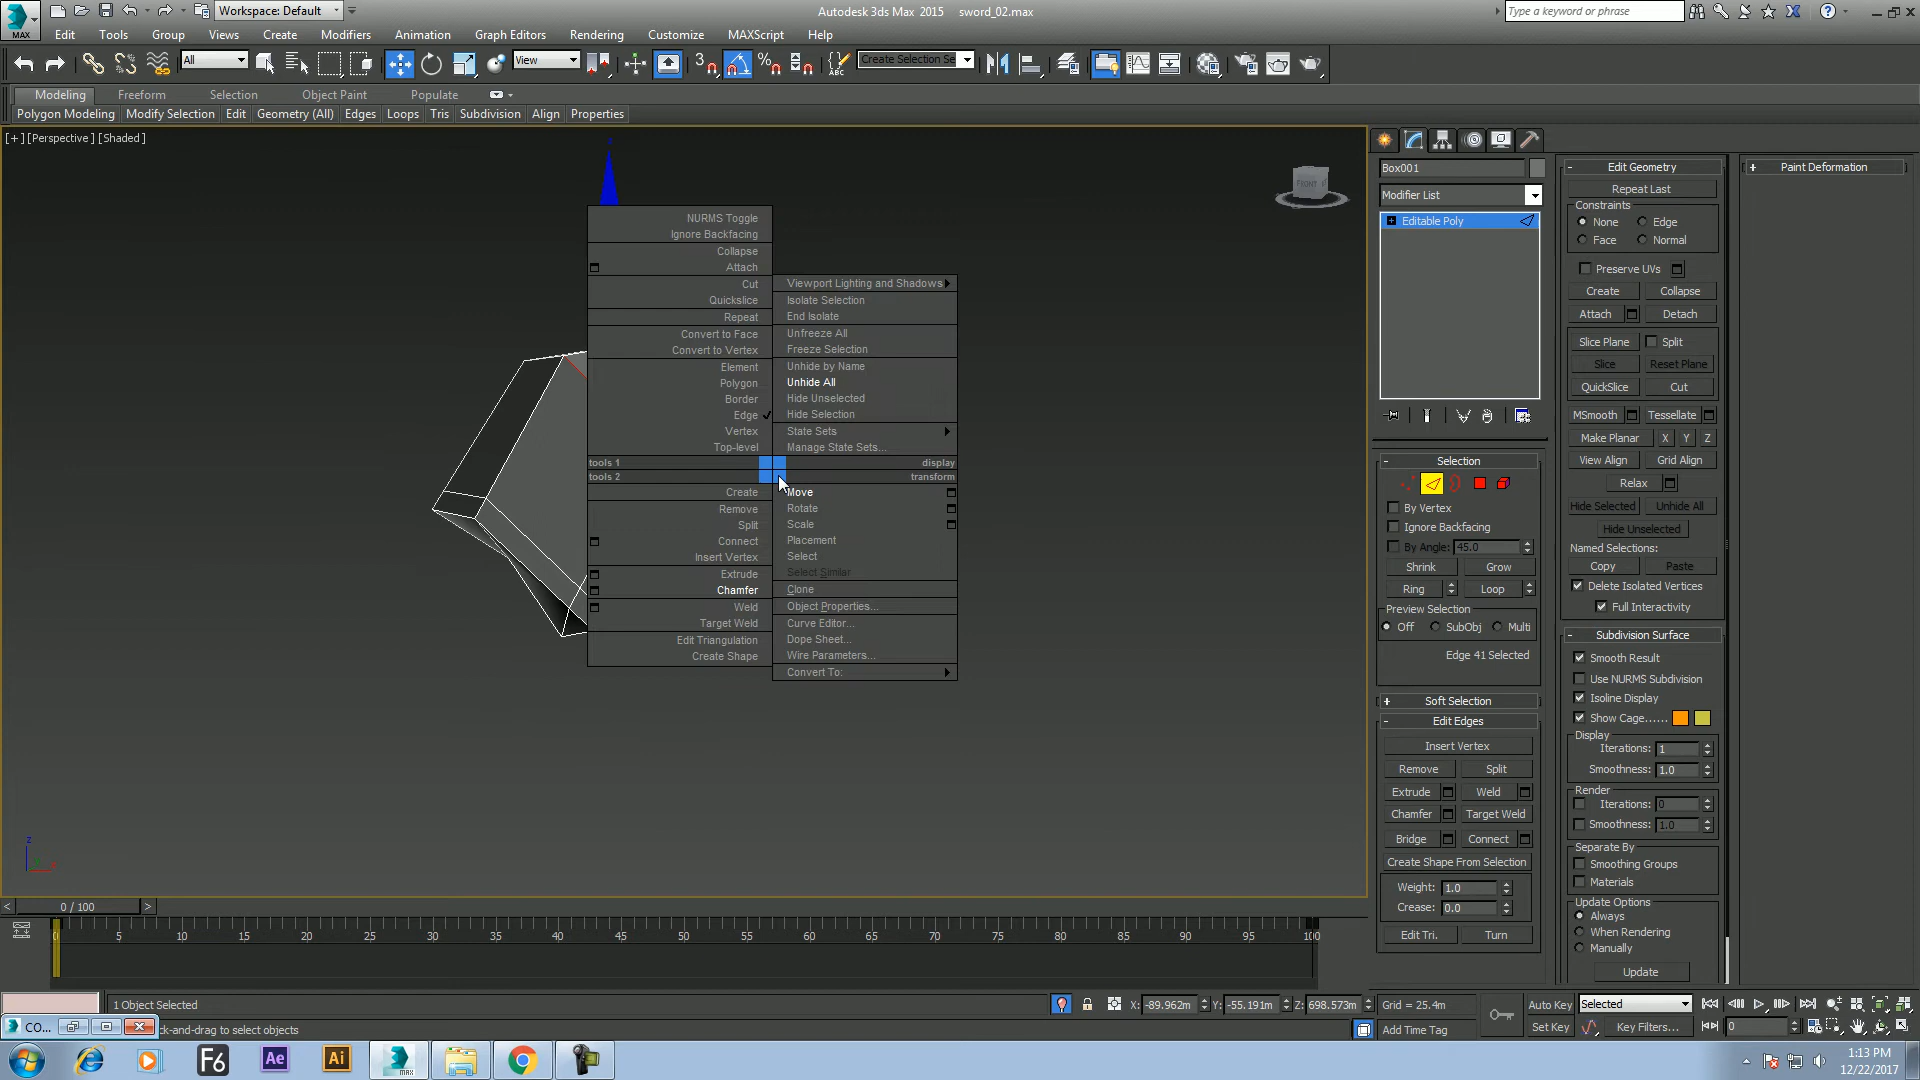 Workspace: Default
Autodesk 3ds Max 2015 sword_02.max
Type a keyword or phrase
MAX
Edit Tools Group Views Create Modifiers Animation Graph Editors Rendering Customize MAXScript Help
All
View
3
Create Selection Se
ABC
Modeling Freeform Selection Object Paint Populate
Polygon Modeling Modify Selection Edit Geometry (All) Edges Loops Tris Subdivision Align Properties
[+] [Perspective] [Shaded]
FRONT
NURMS Toggle
Ignore Backfacing
Collapse
Attach
Cut
Quickslice
Repeat
Convert to Face
Convert to Vertex
Element
Polygon
Border
Edge
Vertex
Top-level
tools 1
tools 2
Create
Remove
Split
Connect
Insert Vertex
Extrude
Chamfer
Weld
Target Weld
Edit Triangulation
Create Shape
Viewport Lighting and Shadows
Isolate Selection
End Isolate
Unfreeze All
Freeze Selection
Unhide by Name
Unhide All
Hide Unselected
Hide Selection
State Sets
Manage State Sets...
display
transform
Move
Rotate
Scale
Placement
Select
Select Similar
Clone
Object Properties...
Curve Editor...
Dope Sheet...
Wire Parameters...
Convert To:
Box001
Modifier List
Editable Poly
Selection
By Vertex
Ignore Backfacing
By Angle: 45.0
Shrink Grow
Ring Loop
Preview Selection
Off SubObj Multi
Edge 41 Selected
Soft Selection
Edit Edges
Insert Vertex
Remove Split
Extrude Weld
Chamfer Target Weld
Bridge Connect
Create Shape From Selection
Weight: 1.0
Crease: 0.0
Edit Tri. Turn
Edit Geometry
Repeat Last
Constraints
None Edge
Face Normal
Preserve UVs
Create Collapse
Attach Detach
Slice Plane Split
Slice Reset Plane
QuickSlice Cut
MSmooth Tessellate
Make Planar X Y Z
View Align Grid Align
Relax
Hide Selected Unhide All
Hide Unselected
Named Selections:
Copy Paste
Delete Isolated Vertices
Full Interactivity
Subdivision Surface
Smooth Result
Use NURMS Subdivision
Isoline Display
Show Cage......
Display
Iterations: 1
Smoothness: 1.0
Render
Iterations: 0
Smoothness: 1.0
Separate By
Smoothing Groups
Materials
Update Options
Always
When Rendering
Manually
Update
Paint Deformation
z
0 / 100
0 5 10 15 20 25 30 35 40 45 50 55 60 65 70 75 80 85 90 95 100
1 Object Selected
X: -89.962m Y: -55.191m Z: 698.573m Grid = 25.4m
Auto Key Selected
CO...
ck-and-drag to select objects
Add Time Tag
Set Key Key Filters... 0
F6 Ae Ai MAX
1:13 PM
12/22/2017